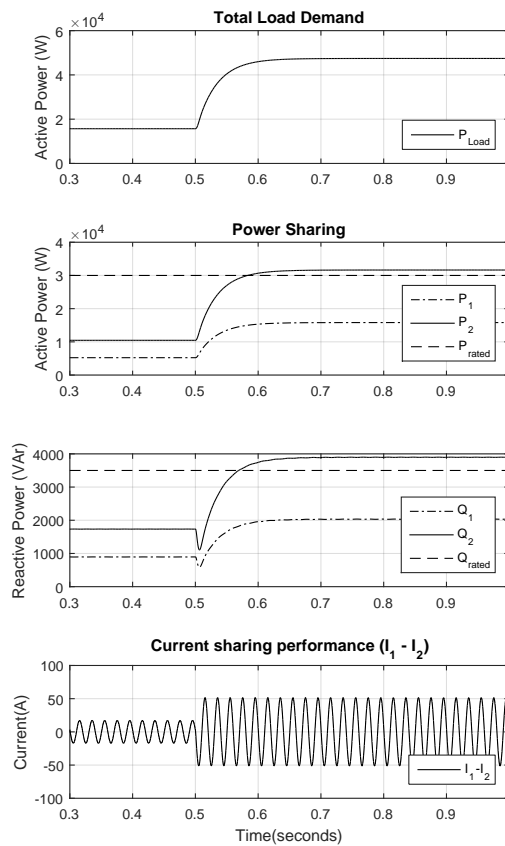 Total Load Demand
×10⁴
Active Power (W)
6
4
2
0
P_Load
0.3 0.4 0.5 0.6 0.7 0.8 0.9
Power Sharing
×10⁴
Active Power (W)
4
3
2
1
0
P_1
P_2
P_rated
0.3 0.4 0.5 0.6 0.7 0.8 0.9
Reactive Power (VAr)
4000
3000
2000
1000
0
Q_1
Q_2
Q_rated
0.3 0.4 0.5 0.6 0.7 0.8 0.9
Current sharing performance (I_1 - I_2)
Current(A)
100
50
0
-50
-100
I_1-I_2
0.3 0.4 0.5 0.6 0.7 0.8 0.9
Time(seconds)